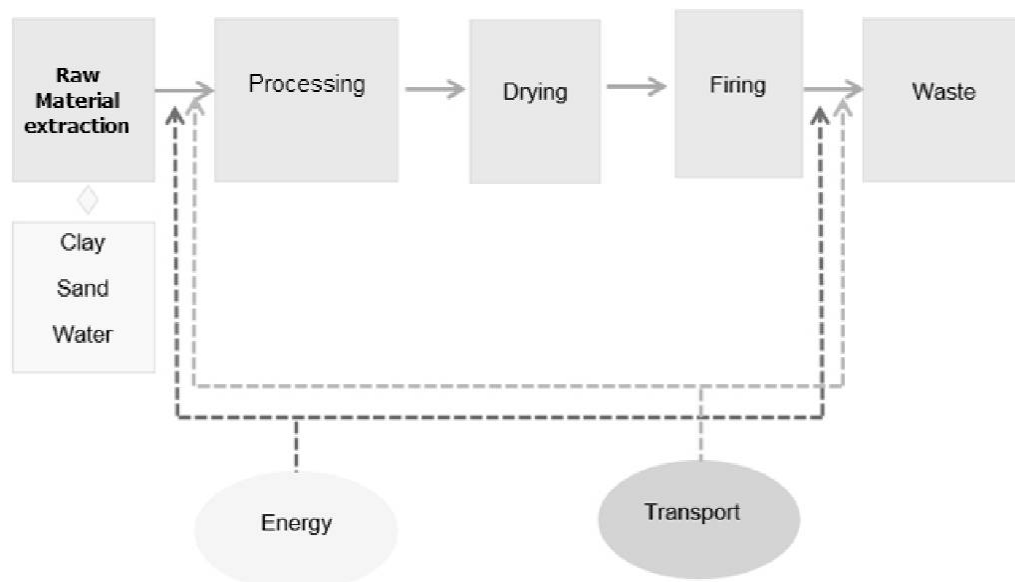 Raw
Material
extraction
Processing
Drying
Firing
Waste
Clay
Sand
Water
Energy
Transport